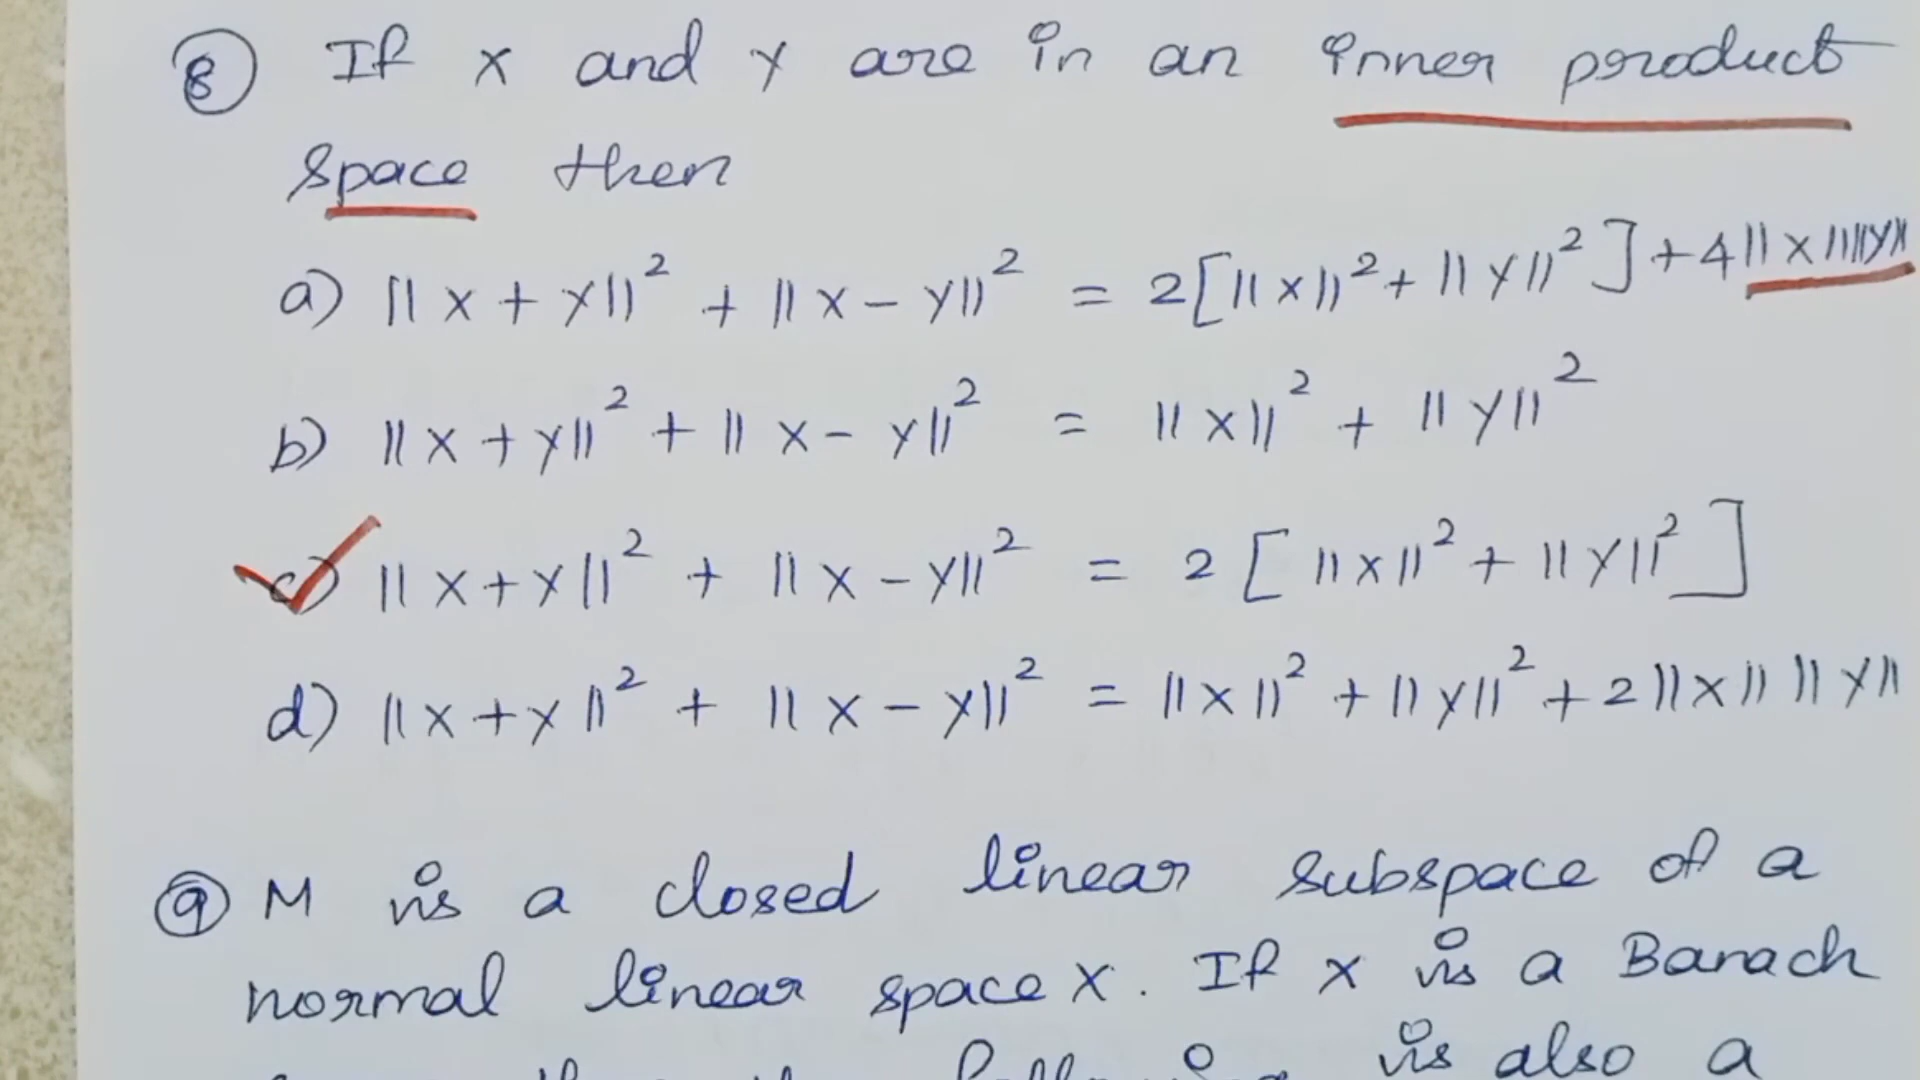 ⑧ If x and y are in an inner product
space then
a) ||x+y||² + ||x-y||² = 2[||x||²+||y||²]+4||x||||y||
b) ||x+y||² + ||x-y||² = ||x||² + ||y||²
c) ||x+y||² + ||x-y||² = 2[||x||²+||y||²]
d) ||x+y||² + ||x-y||² = ||x||²+||y||²+2||x|| ||y||
⑨ M is a closed linear subspace of a
normal linear space X. If X is a Banach
is also a